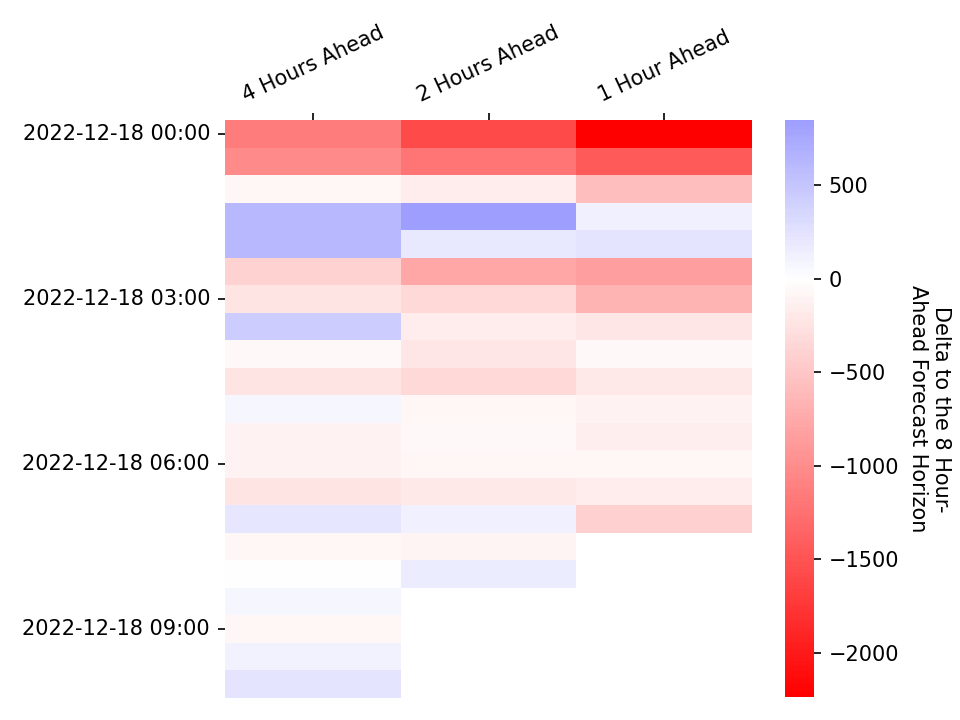 4 Hours Ahead
2 Hours Ahead
1 Hour Ahead
2022-12-18 00:00
2022-12-18 03:00
2022-12-18 06:00
2022-12-18 09:00
500
0
−500
−1000
−1500
−2000
Delta to the 8 Hour-
Ahead Forecast Horizon